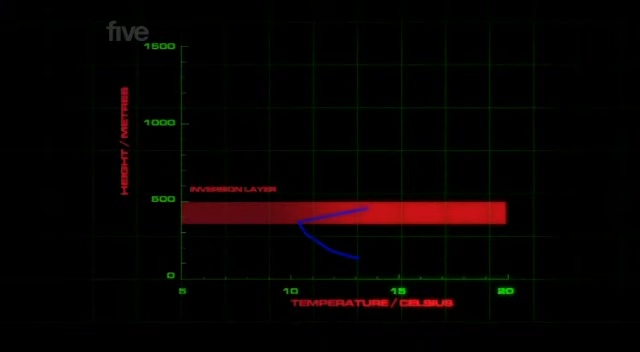 five
1500
HEIGHT / METRES
1000
INVERSION LAYER
500
0
5 10 15 20
TEMPERATURE / CELSIUS